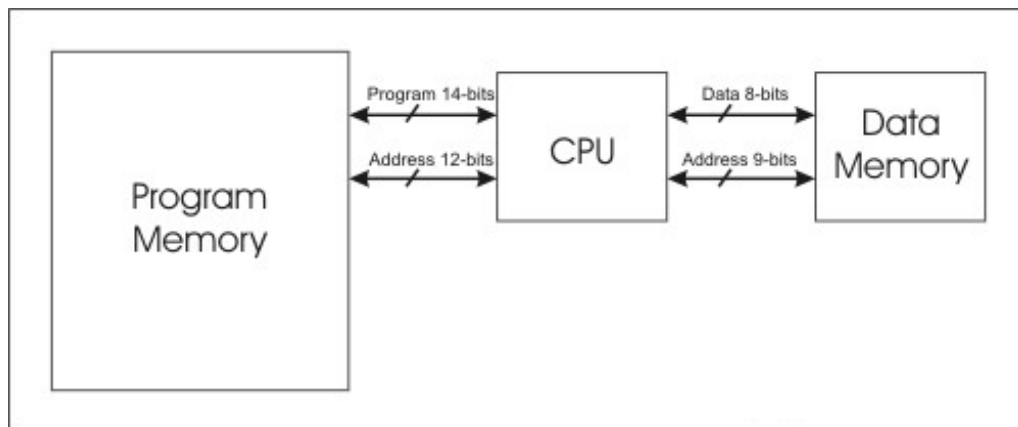 Program
Memory
Program 14-bits
Address 12-bits
CPU
Data 8-bits
Address 9-bits
Data
Memory